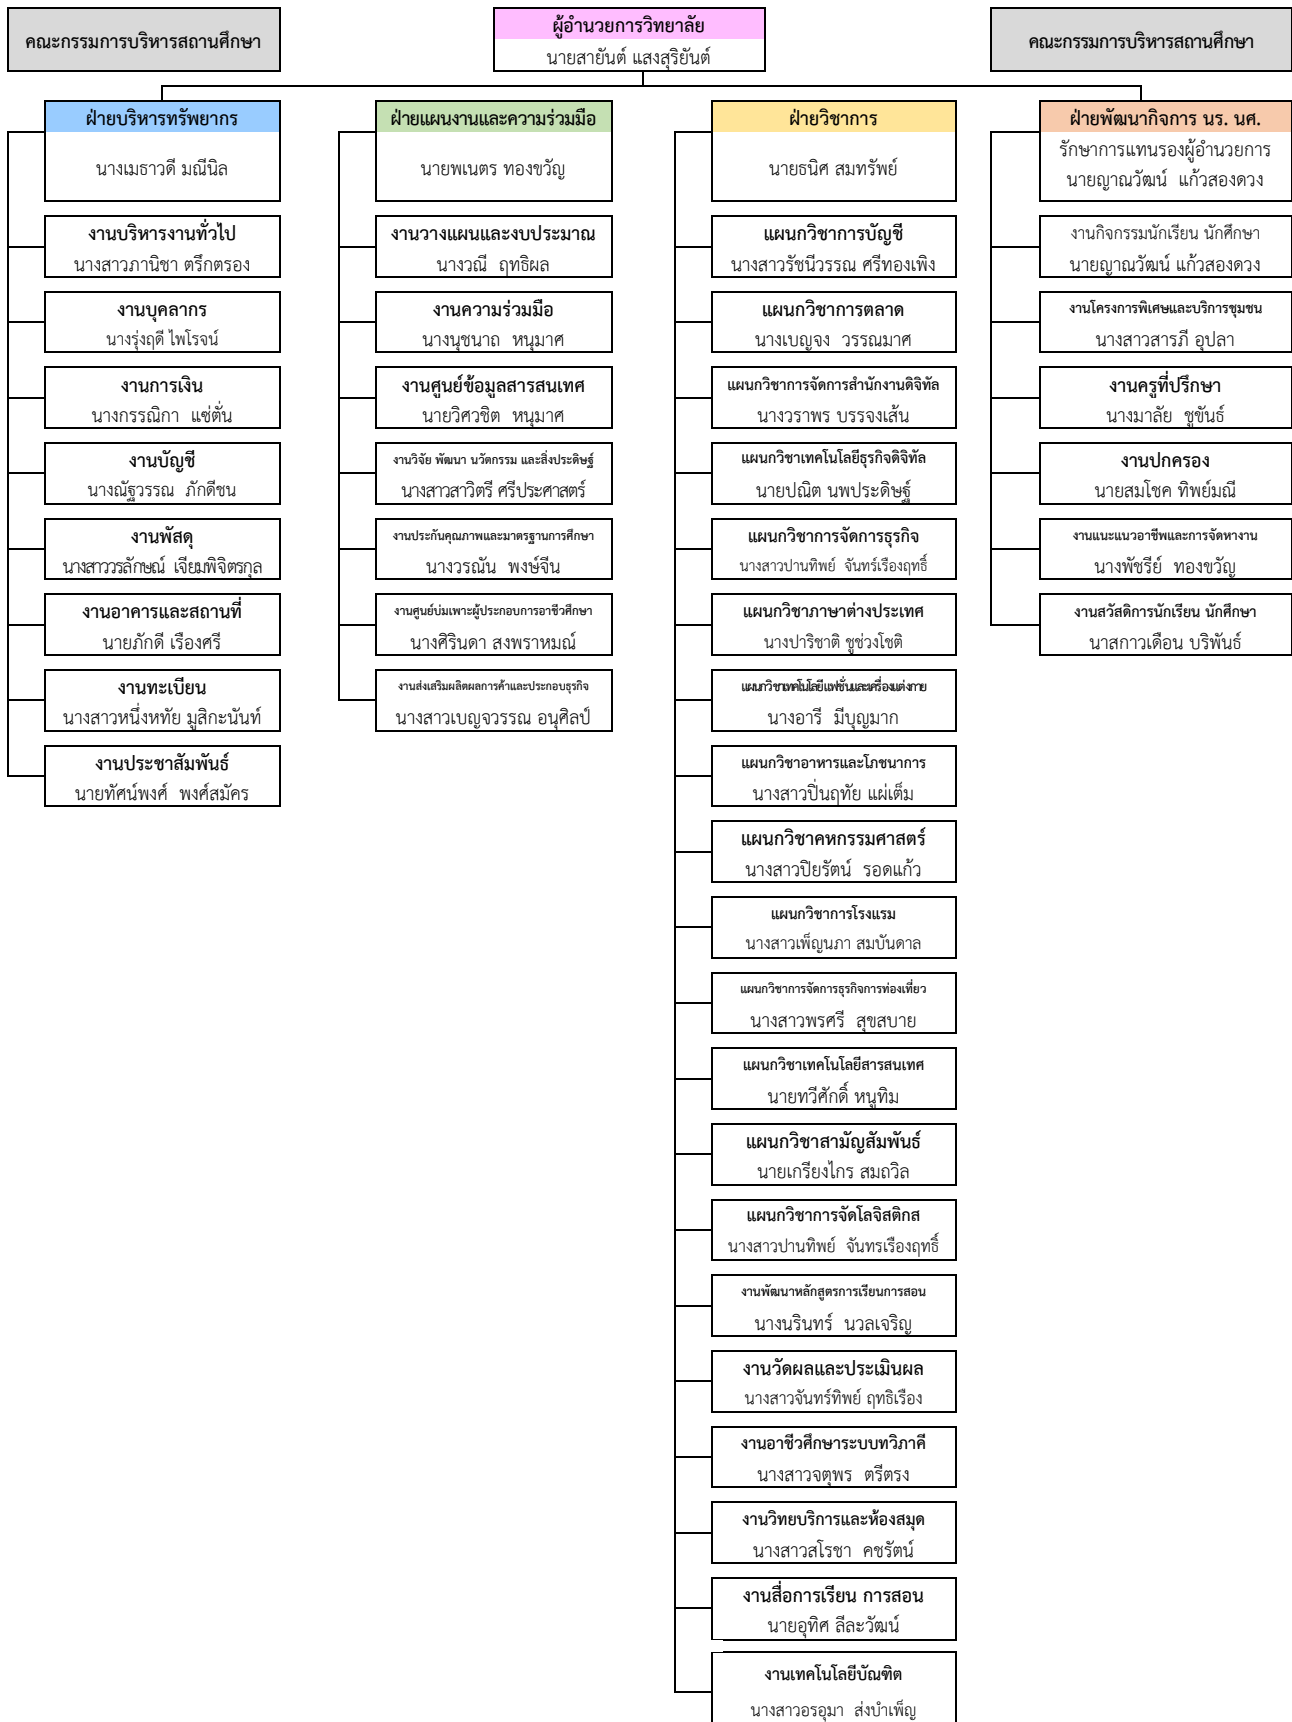 คณะกรรมการบริหารสถานศึกษา
ผู้อำนวยการวิทยาลัย
นายสายันต์ แสงสุริยันต์
คณะกรรมการบริหารสถานศึกษา
ฝ่ายบริหารทรัพยากร
นางเมธาวดี มณีนิล
งานบริหารงานทั่วไป
นางสาวภานิชา ตรึกตรอง
งานบุคลากร
นางรุ่งฤดี ไพโรจน์
งานการเงิน
นางกรรณิกา แซ่ตั่น
งานบัญชี
นางณัฐวรรณ ภักดีชน
งานพัสดุ
นางสาววรลักษณ์ เจียมพิจิตรกุล
งานอาคารและสถานที่
นายภักดี เรืองศรี
งานทะเบียน
นางสาวหนึ่งหทัย มูสิกะนันท์
งานประชาสัมพันธ์
นายทัศน์พงศ์ พงศ์สมัคร
ฝ่ายแผนงานและความร่วมมือ
นายพเนตร ทองขวัญ
งานวางแผนและงบประมาณ
นางวณี ฤทธิผล
งานความร่วมมือ
นางนุชนาถ หนุมาศ
งานศูนย์ข้อมูลสารสนเทศ
นายวิศวชิต หนุมาศ
งานวิจัย พัฒนา นวัตกรรม และสิ่งประดิษฐ์
นางสาวสาวิตรี ศรีประศาสตร์
งานประกันคุณภาพและมาตรฐานการศึกษา
นางวรณัน พงษ์จีน
งานศูนย์บ่มเพาะผู้ประกอบการอาชีวศึกษา
นางศิรินดา สงพราหมณ์
งานส่งเสริมผลิตผลการค้าและประกอบธุรกิจ
นางสาวเบญจวรรณ อนุศิลป์
ฝ่ายวิชาการ
นายธนิศ สมทรัพย์
แผนกวิชาการบัญชี
นางสาวรัชนีวรรณ ศรีทองเพิง
แผนกวิชาการตลาด
นางเบญจง วรรณมาศ
แผนกวิชาการจัดการสำนักงานดิจิทัล
นางวราพร บรรจงเส้น
แผนกวิชาเทคโนโลยีธุรกิจดิจิทัล
นายปณิต นพประดิษฐ์
แผนกวิชาการจัดการธุรกิจ
นางสาวปานทิพย์ จันทร์เรืองฤทธิ์
แผนกวิชาภาษาต่างประเทศ
นางปาริชาติ ชูช่วงโชติ
แผนกวิชาเทคโนโลยีแฟชั่นและเครื่องแต่งกาย
นางอารี มีบุญมาก
แผนกวิชาอาหารและโภชนาการ
นางสาวปิ่นฤทัย แผ่เต็ม
แผนกวิชาคหกรรมศาสตร์
นางสาวปิยรัตน์ รอดแก้ว
แผนกวิชาการโรงแรม
นางสาวเพ็ญนภา สมบันดาล
แผนกวิชาการจัดการธุรกิจการท่องเที่ยว
นางสาวพรศรี สุขสบาย
แผนกวิชาเทคโนโลยีสารสนเทศ
นายทวีศักดิ์ หนูทิม
แผนกวิชาสามัญสัมพันธ์
นายเกรียงไกร สมถวิล
แผนกวิชาการจัดโลจิสติกส
นางสาวปานทิพย์ จันทรเรืองฤทธิ์
งานพัฒนาหลักสูตรการเรียนการสอน
นางนรินทร์ นวลเจริญ
งานวัดผลและประเมินผล
นางสาวจันทร์ทิพย์ ฤทธิเรือง
งานอาชีวศึกษาระบบทวิภาคี
นางสาวจตุพร ตรีตรง
งานวิทยบริการและห้องสมุด
นางสาวสโรชา คชรัตน์
งานสื่อการเรียน การสอน
นายอุทิศ ลีละวัฒน์
งานเทคโนโลยีบัณฑิต
นางสาวอรอุมา ส่งบำเพ็ญ
ฝ่ายพัฒนากิจการ นร. นศ.
รักษาการแทนรองผู้อำนวยการ
นายญาณวัฒน์ แก้วสองดวง
งานกิจกรรมนักเรียน นักศึกษา
นายญาณวัฒน์ แก้วสองดวง
งานโครงการพิเศษและบริการชุมชน
นางสาวสารภี อุปลา
งานครูที่ปรึกษา
นางมาลัย ชูขันธ์
งานปกครอง
นายสมโชค ทิพย์มณี
งานแนะแนวอาชีพและการจัดหางาน
นางพัชรีย์ ทองขวัญ
งานสวัสดิการนักเรียน นักศึกษา
นาสกาวเดือน บริพันธ์